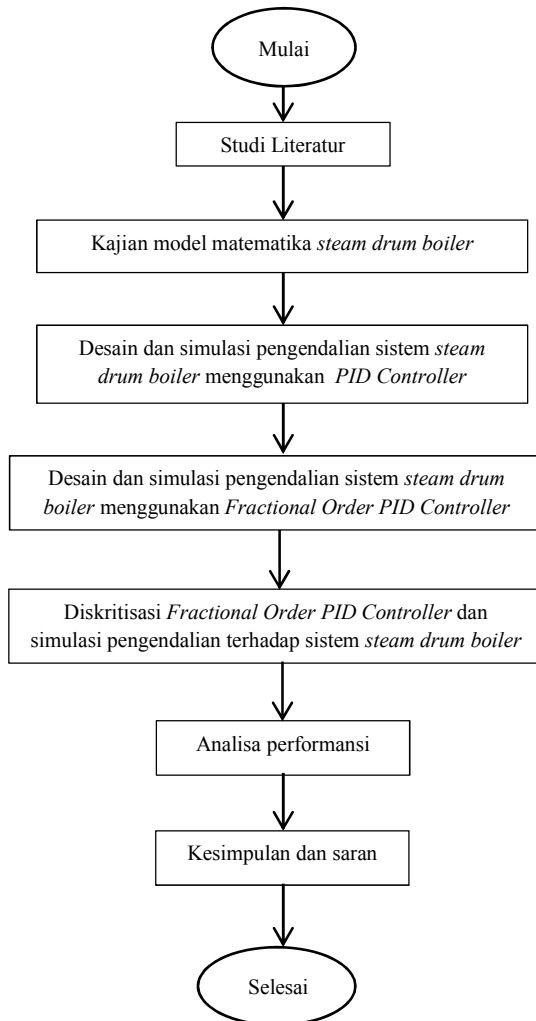 Mulai
Studi Literatur
Kajian model matematika steam drum boiler
Desain dan simulasi pengendalian sistem steam
drum boiler menggunakan PID Controller
Desain dan simulasi pengendalian sistem steam drum
boiler menggunakan Fractional Order PID Controller
Diskritisasi Fractional Order PID Controller dan
simulasi pengendalian terhadap sistem steam drum boiler
Analisa performansi
Kesimpulan dan saran
Selesai